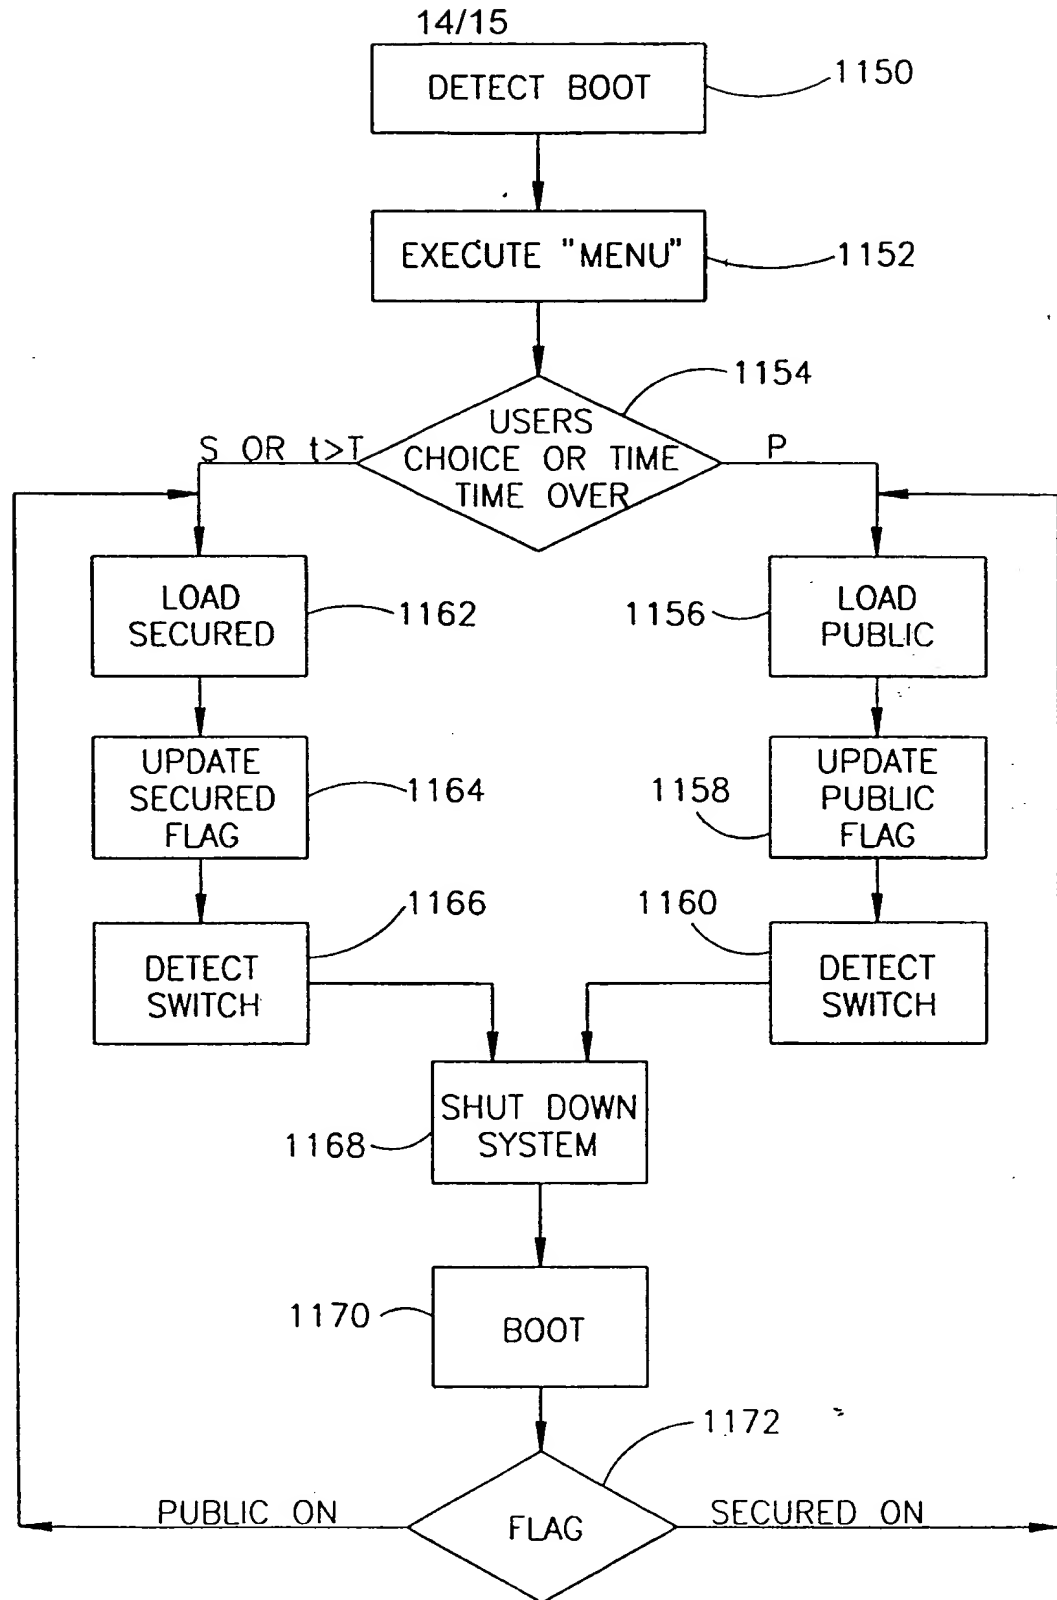 14/15
DETECT BOOT
1150
EXECUTE "MENU"
1152
1154
USERS
CHOICE OR TIME
TIME OVER
S OR t>T
P
LOAD
SECURED
1162
1156
LOAD
PUBLIC
UPDATE
SECURED
FLAG
1164
1158
UPDATE
PUBLIC
FLAG
1166
1160
DETECT
SWITCH
DETECT
SWITCH
SHUT DOWN
SYSTEM
1168
1170
BOOT
1172
PUBLIC ON
FLAG
SECURED ON